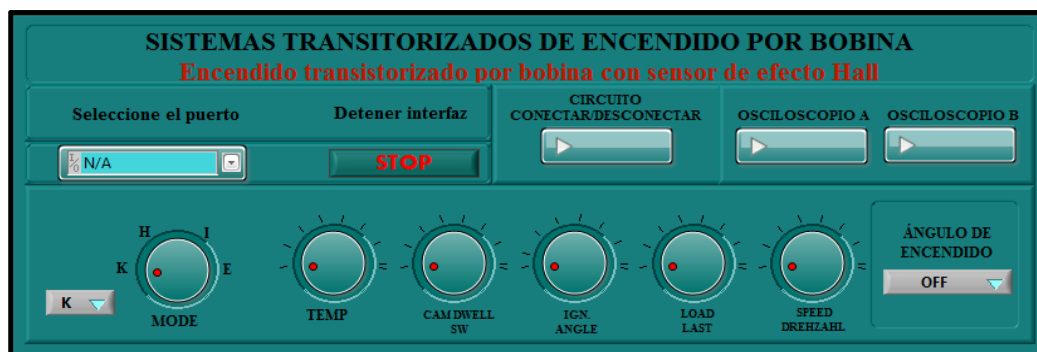 SISTEMAS TRANSITORIZADOS DE ENCENDIDO POR BOBINA
Encendido transistorizado por bobina con sensor de efecto Hall
Seleccione el puerto
Detener interfaz
CIRCUITO
CONECTAR/DESCONECTAR
OSCILOSCOPIO A
OSCILOSCOPIO B
I/O N/A
STOP
H
I
K
E
K
MODE
TEMP
CAM DWELL
SW
IGN.
ANGLE
LOAD
LAST
SPEED
DREHZAHL
ÁNGULO DE
ENCENDIDO
OFF